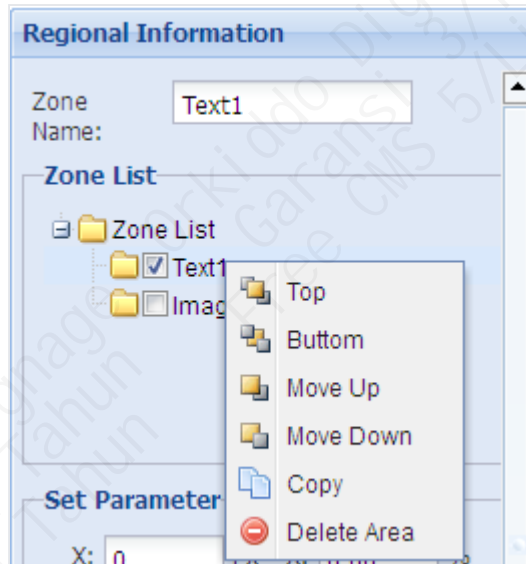 Regional Information
Zone Name:
Text1
Zone List
Zone List
Text1
Imag
Top
Buttom
Move Up
Move Down
Copy
Delete Area
Set Parameter
X: 0